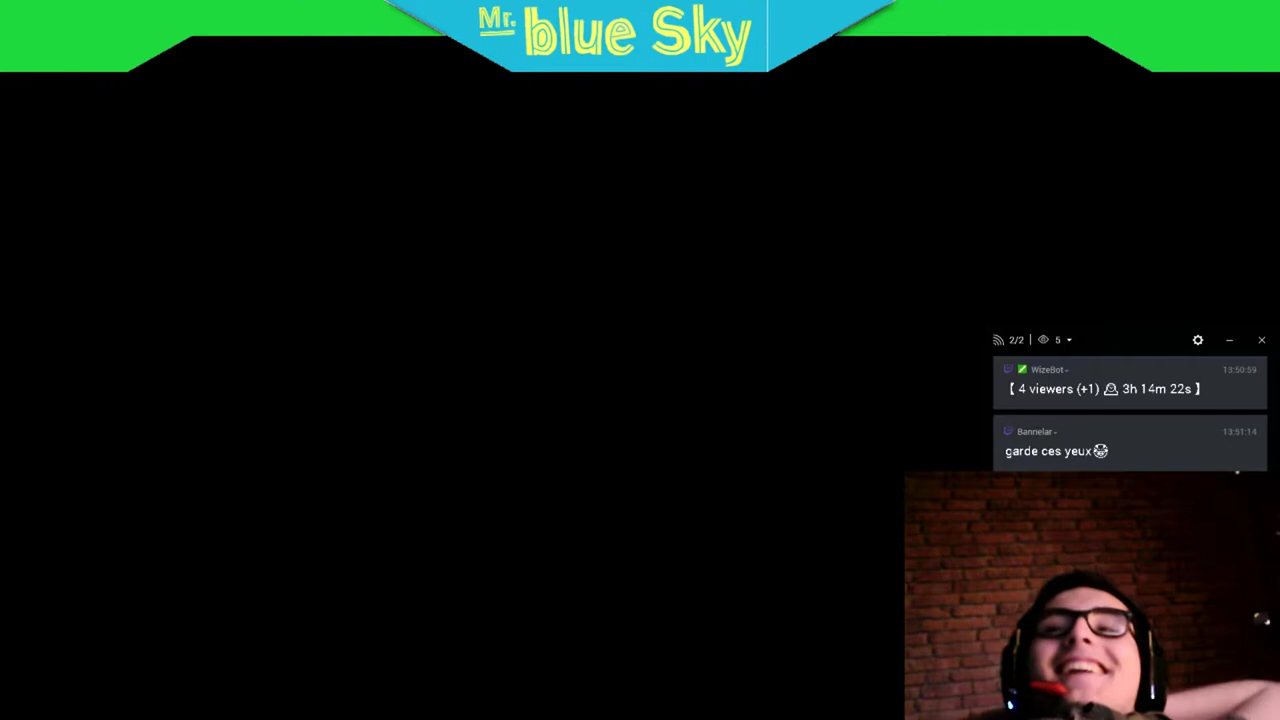 Mr. blue Sky
2/2 | 5
WizeBot-
13:50:59
【 4 viewers (+1) 3h 14m 22s 】
Bannelar-
13:51:14
garde ces yeux